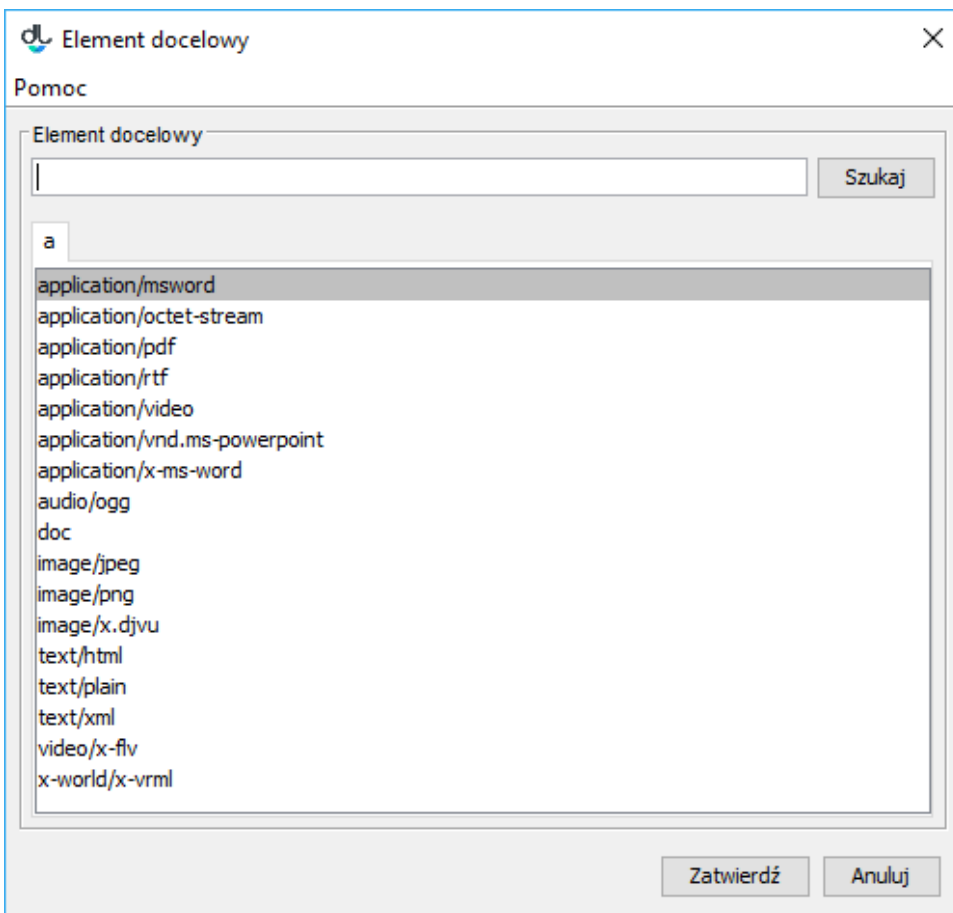 dL Element docelowy
Pomoc
Element docelowy
Szukaj
a
application/msword
application/octet-stream
application/pdf
application/rtf
application/video
application/vnd.ms-powerpoint
application/x-ms-word
audio/ogg
doc
image/jpeg
image/png
image/x.djvu
text/html
text/plain
text/xml
video/x-flv
x-world/x-vrml
Zatwierdź Anuluj